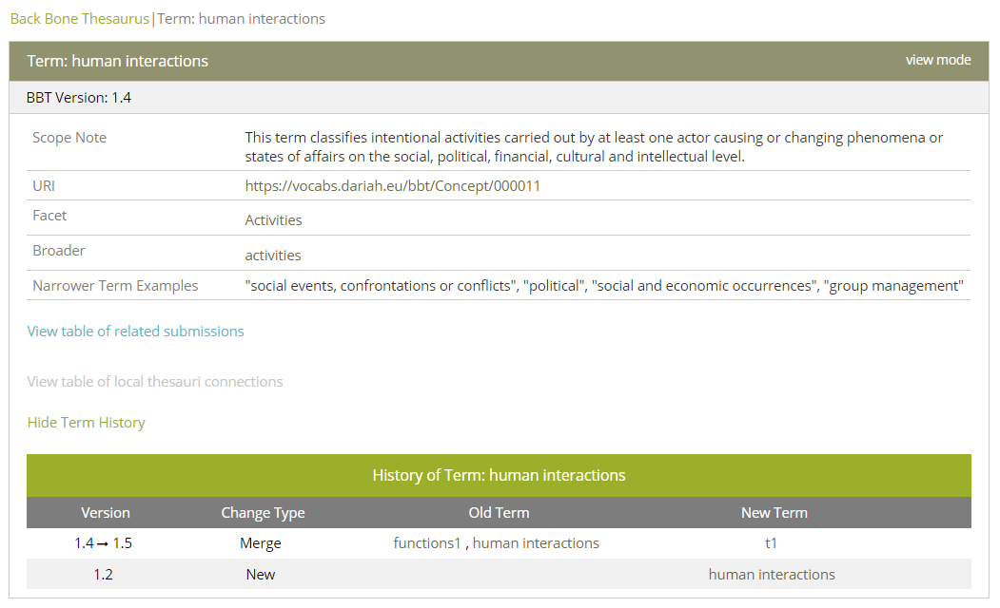 Back Bone Thesaurus|Term: human interactions
Term: human interactions view mode
BBT Version: 1.4
Scope Note This term classifies intentional activities carried out by at least one actor causing or changing phenomena or
states of affairs on the social, political, financial, cultural and intellectual level.
URI https://vocabs.dariah.eu/bbt/Concept/000011
Facet Activities
Broader activities
Narrower Term Examples "social events, confrontations or conflicts", "political", "social and economic occurrences", "group management"
View table of related submissions
View table of local thesauri connections
Hide Term History
History of Term: human interactions
Version Change Type Old Term New Term
1.4 → 1.5 Merge functions1 , human interactions t1
1.2 New human interactions